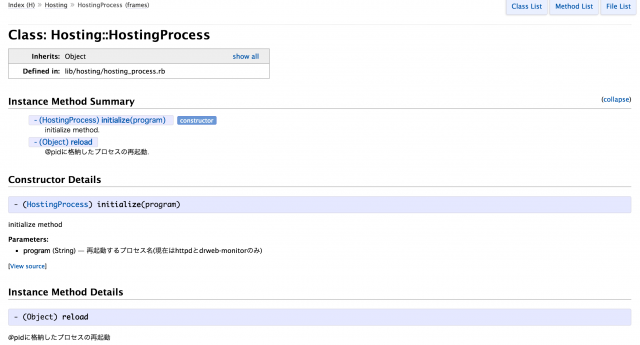 Index (H) » Hosting » HostingProcess (frames)
Class List Method List File List
Class: Hosting::HostingProcess
Inherits: Object show all
Defined in: lib/hosting/hosting_process.rb
Instance Method Summary (collapse)
- (HostingProcess) initialize(program) constructor
initialize method.
- (Object) reload
@pidに格納したプロセスの再起動.
Constructor Details
- (HostingProcess) initialize(program)
initialize method
Parameters:
• program (String) — 再起動するプロセス名(現在はhttpdとdrweb-monitorのみ)
[View source]
Instance Method Details
- (Object) reload
@pidに格納したプロセスの再起動